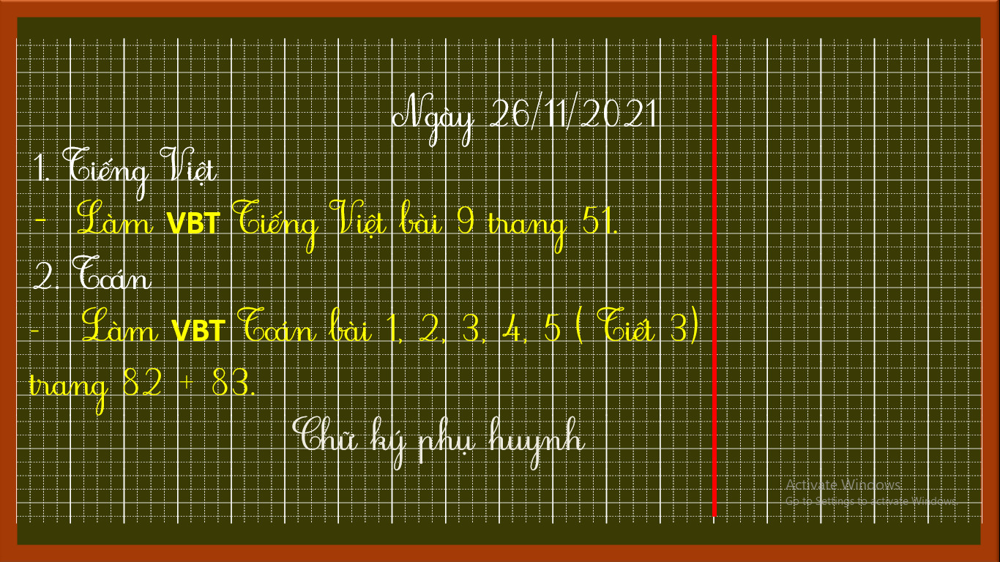 Ngày 26/11/2021
1. Tiếng Việt
- Làm VBT Tiếng Việt bài 9 trang 51.
2. Toán
- Làm VBT Toán bài 1, 2, 3, 4, 5 ( Tiết 3)
trang 82 + 83.
Chữ ký phụ huynh
Activate Windows
Go to Settings to activate Windows.